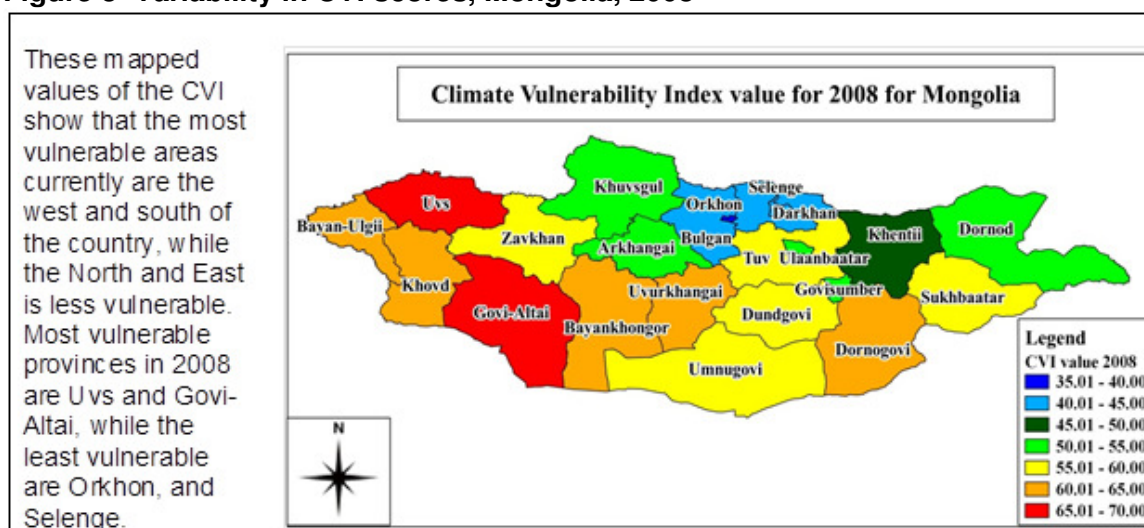 These mapped
values of the CVI
show that the most
vulnerable areas
currently are the
west and south of
the country, while
the North and East
is less vulnerable.
Most vulnerable
provinces in 2008
are Uvs and Govi-
Altai, while the
least vulnerable
are Orkhon, and
Selenge.
Climate Vulnerability Index value for 2008 for Mongolia
Khuvsgul
Selenge
Uvs
Orkhon
Darkhan
Bayan-Ulgii
Zavkhan
Arkhangai
Bulgan
Khentii
Dornod
Tuv
Ulaanbaatar
Khovd
Uvurkhangai
Govisumber
Sukhbaatar
Govi-Altai
Bayankhongor
Dundgovi
Dornogovi
Umnugovi
N
Legend
CVI value 2008
35.01 - 40.00
40.01 - 45.00
45.01 - 50.00
50.01 - 55.00
55.01 - 60.00
60.01 - 65.00
65.01 - 70.00